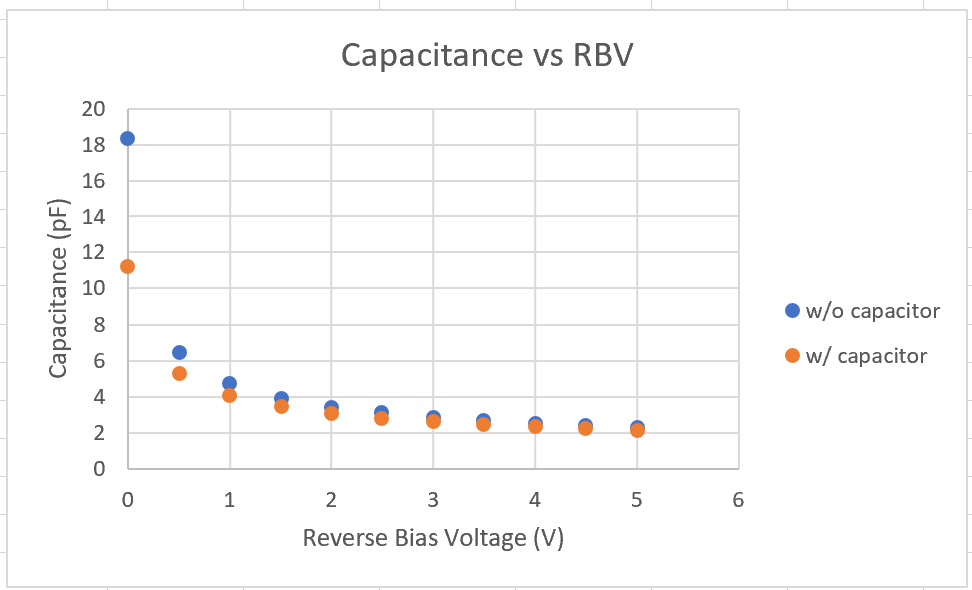 Capacitance vs RBV
20
18
16
14
12
10
8
6
4
2
0
Capacitance (pF)
0 1 2 3 4 5 6
Reverse Bias Voltage (V)
w/o capacitor
w/ capacitor